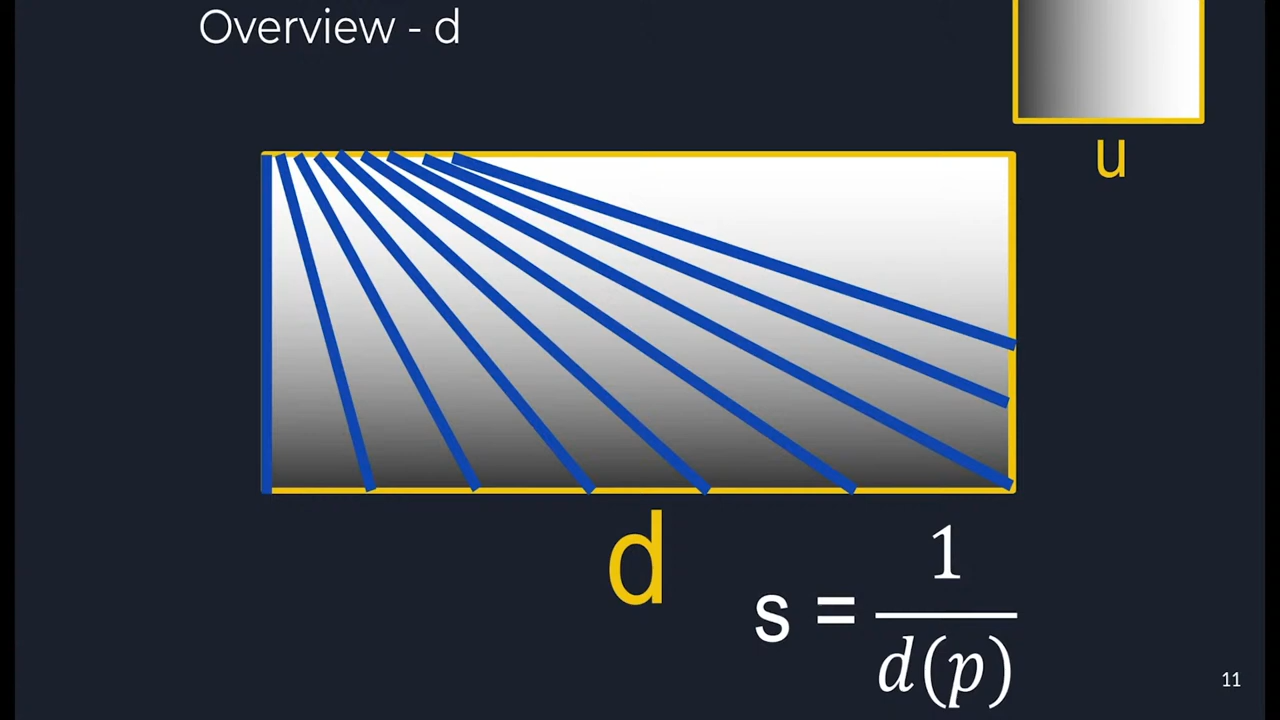 Overview - d
u
d
s = 1 / d(p)
11